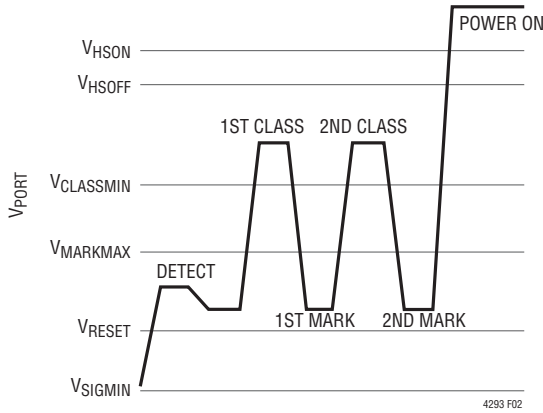 POWER ON
VHSON
VHSOFF
1ST CLASS 2ND CLASS
VPORT
VCLASSMIN
VMARKMAX
DETECT
1ST MARK 2ND MARK
VRESET
VSIGMIN
4293 F02